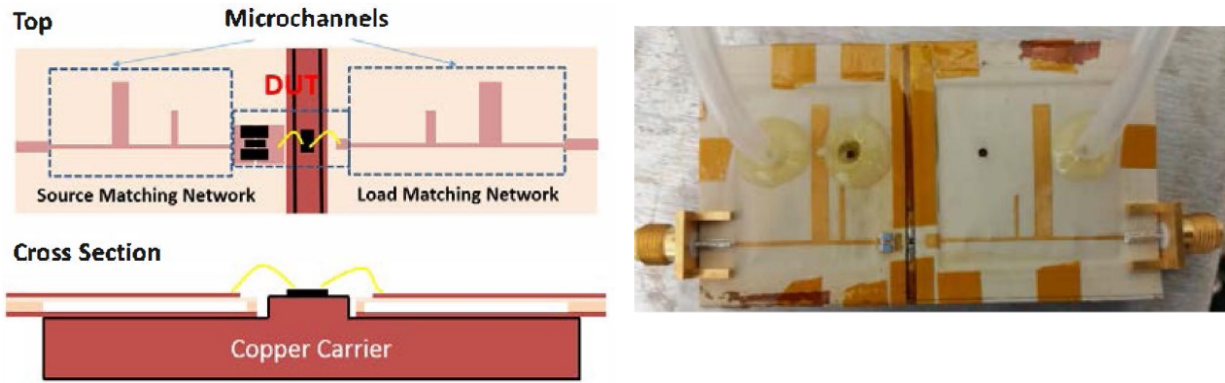 Top
Microchannels
DUT
Source Matching Network
Load Matching Network
Cross Section
Copper Carrier